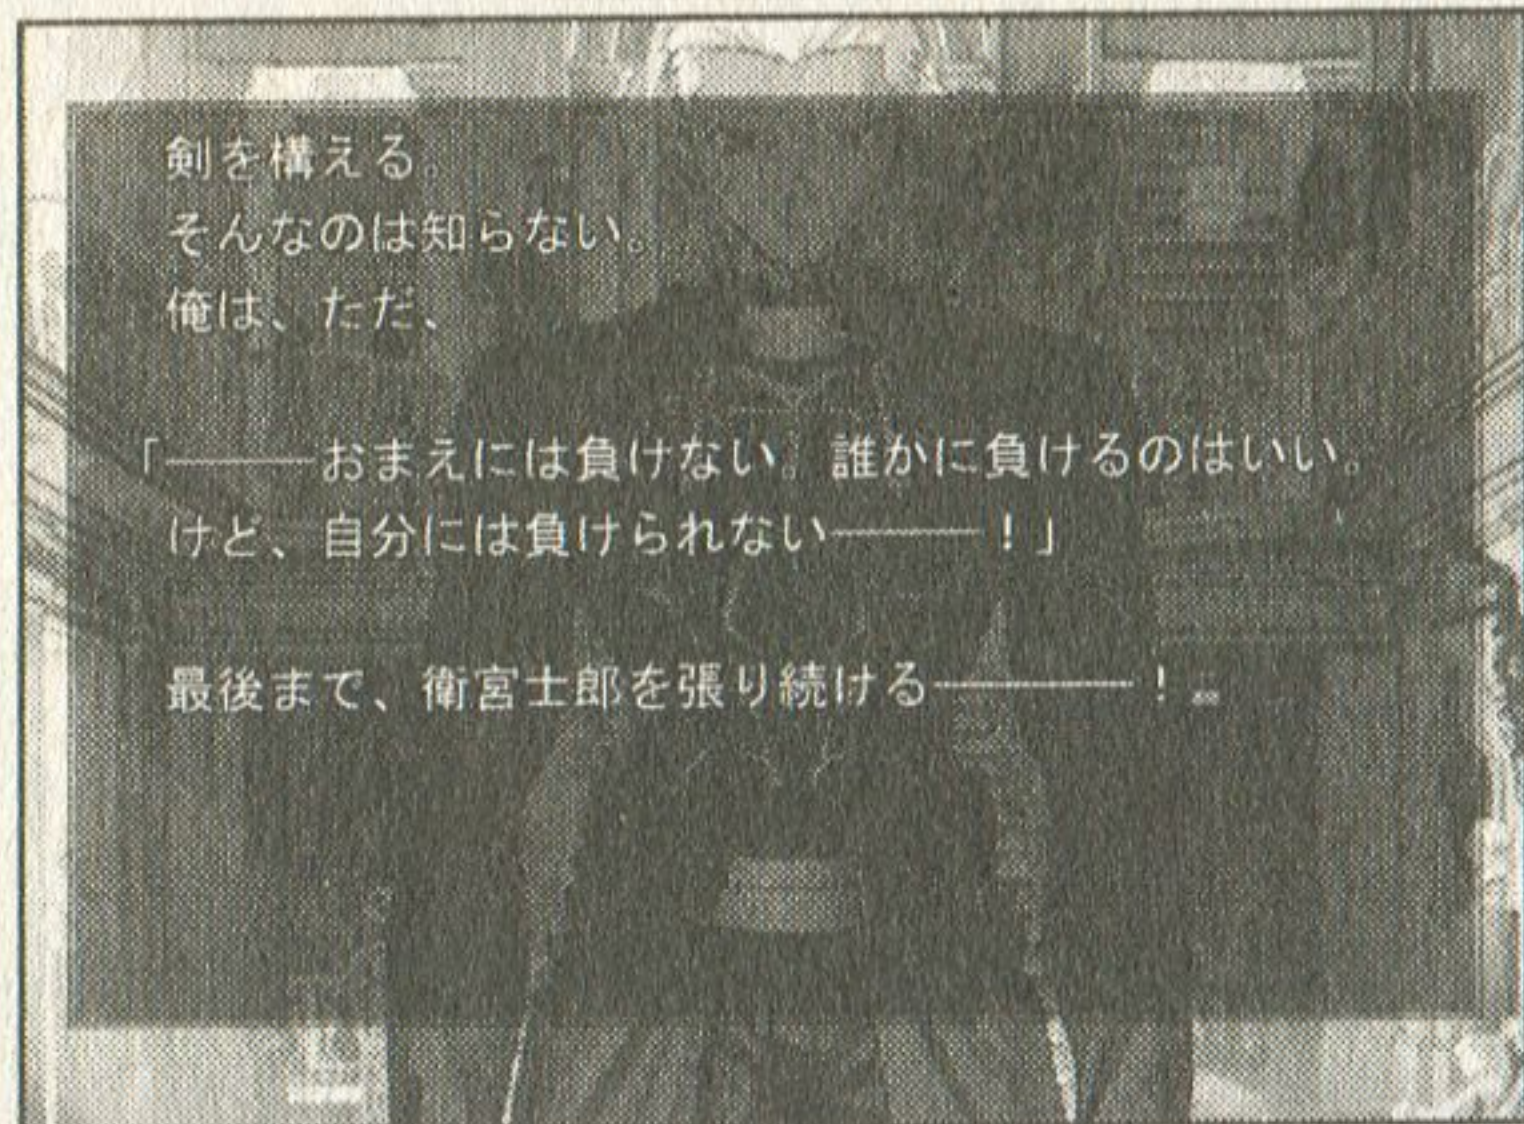 剣を構える。
そんなのは知らない。
俺は、ただ、
「―――おまえには負けない。誰かに負けるのはいい。
けど、自分には負けられない―――！」
最後まで、衛宮士郎を張り続ける――――！